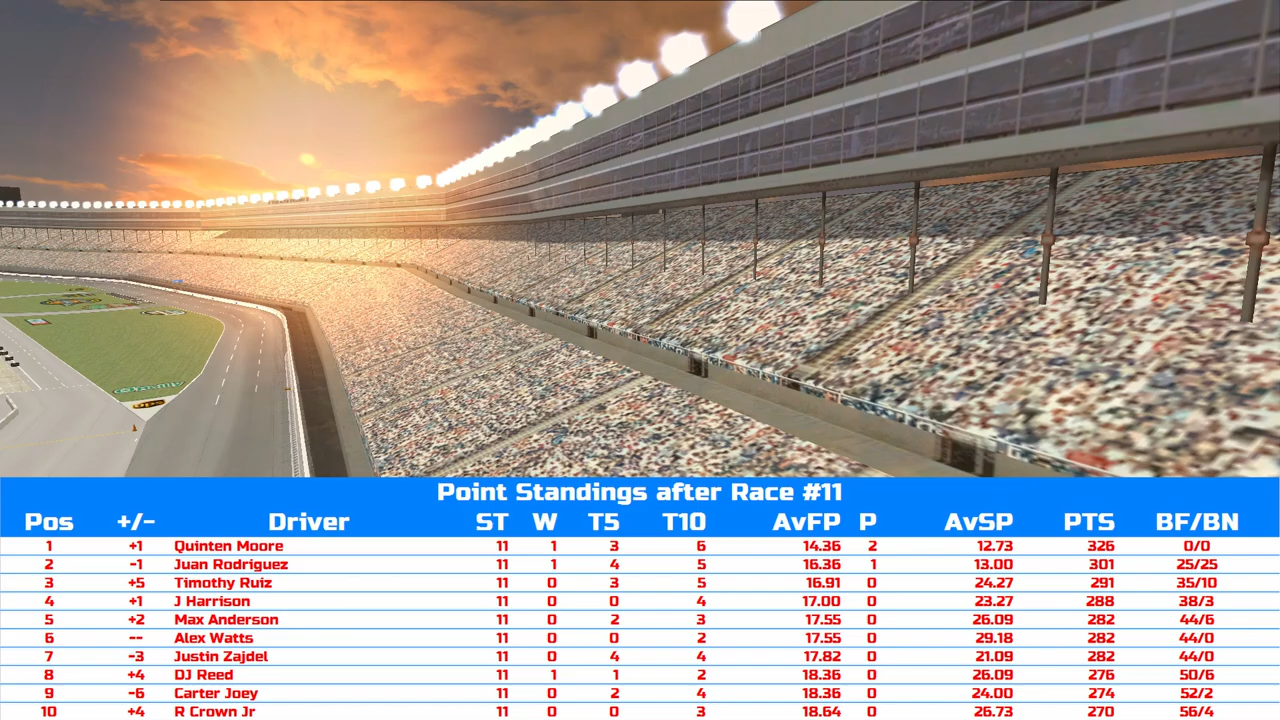 Point Standings after Race #11
Pos +/- Driver ST W T5 T10 AvFP P AvSP PTS BF/BN
1 +1 Quinten Moore 11 1 3 6 14.36 2 12.73 326 0/0
2 -1 Juan Rodriguez 11 1 4 5 16.36 1 13.00 301 25/25
3 +5 Timothy Ruiz 11 0 3 5 16.91 0 24.27 291 35/10
4 +1 J Harrison 11 0 0 4 17.00 0 23.27 288 38/3
5 +2 Max Anderson 11 0 2 3 17.55 0 26.09 282 44/6
6 -- Alex Watts 11 0 0 2 17.55 0 29.18 282 44/0
7 -3 Justin Zajdel 11 0 4 4 17.82 0 21.09 282 44/0
8 +4 DJ Reed 11 1 1 2 18.36 0 26.09 276 50/6
9 -6 Carter Joey 11 0 2 4 18.36 0 24.00 274 52/2
10 +4 R Crown Jr 11 0 0 3 18.64 0 26.73 270 56/4